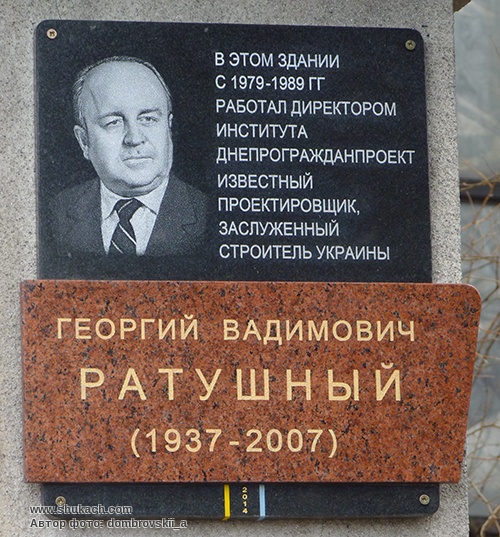 В ЭТОМ ЗДАНИИ
С 1979-1989 ГГ
РАБОТАЛ ДИРЕКТОРОМ
ИНСТИТУТА
ДНЕПРОГРАЖДАНПРОЕКТ
ИЗВЕСТНЫЙ
ПРОЕКТИРОВЩИК,
ЗАСЛУЖЕННЫЙ
СТРОИТЕЛЬ УКРАИНЫ
ГЕОРГИЙ ВАДИМОВИЧ
РАТУШНЫЙ
(1937-2007)
2014
www.shukach.com
Автор фото: dombrovskii_a